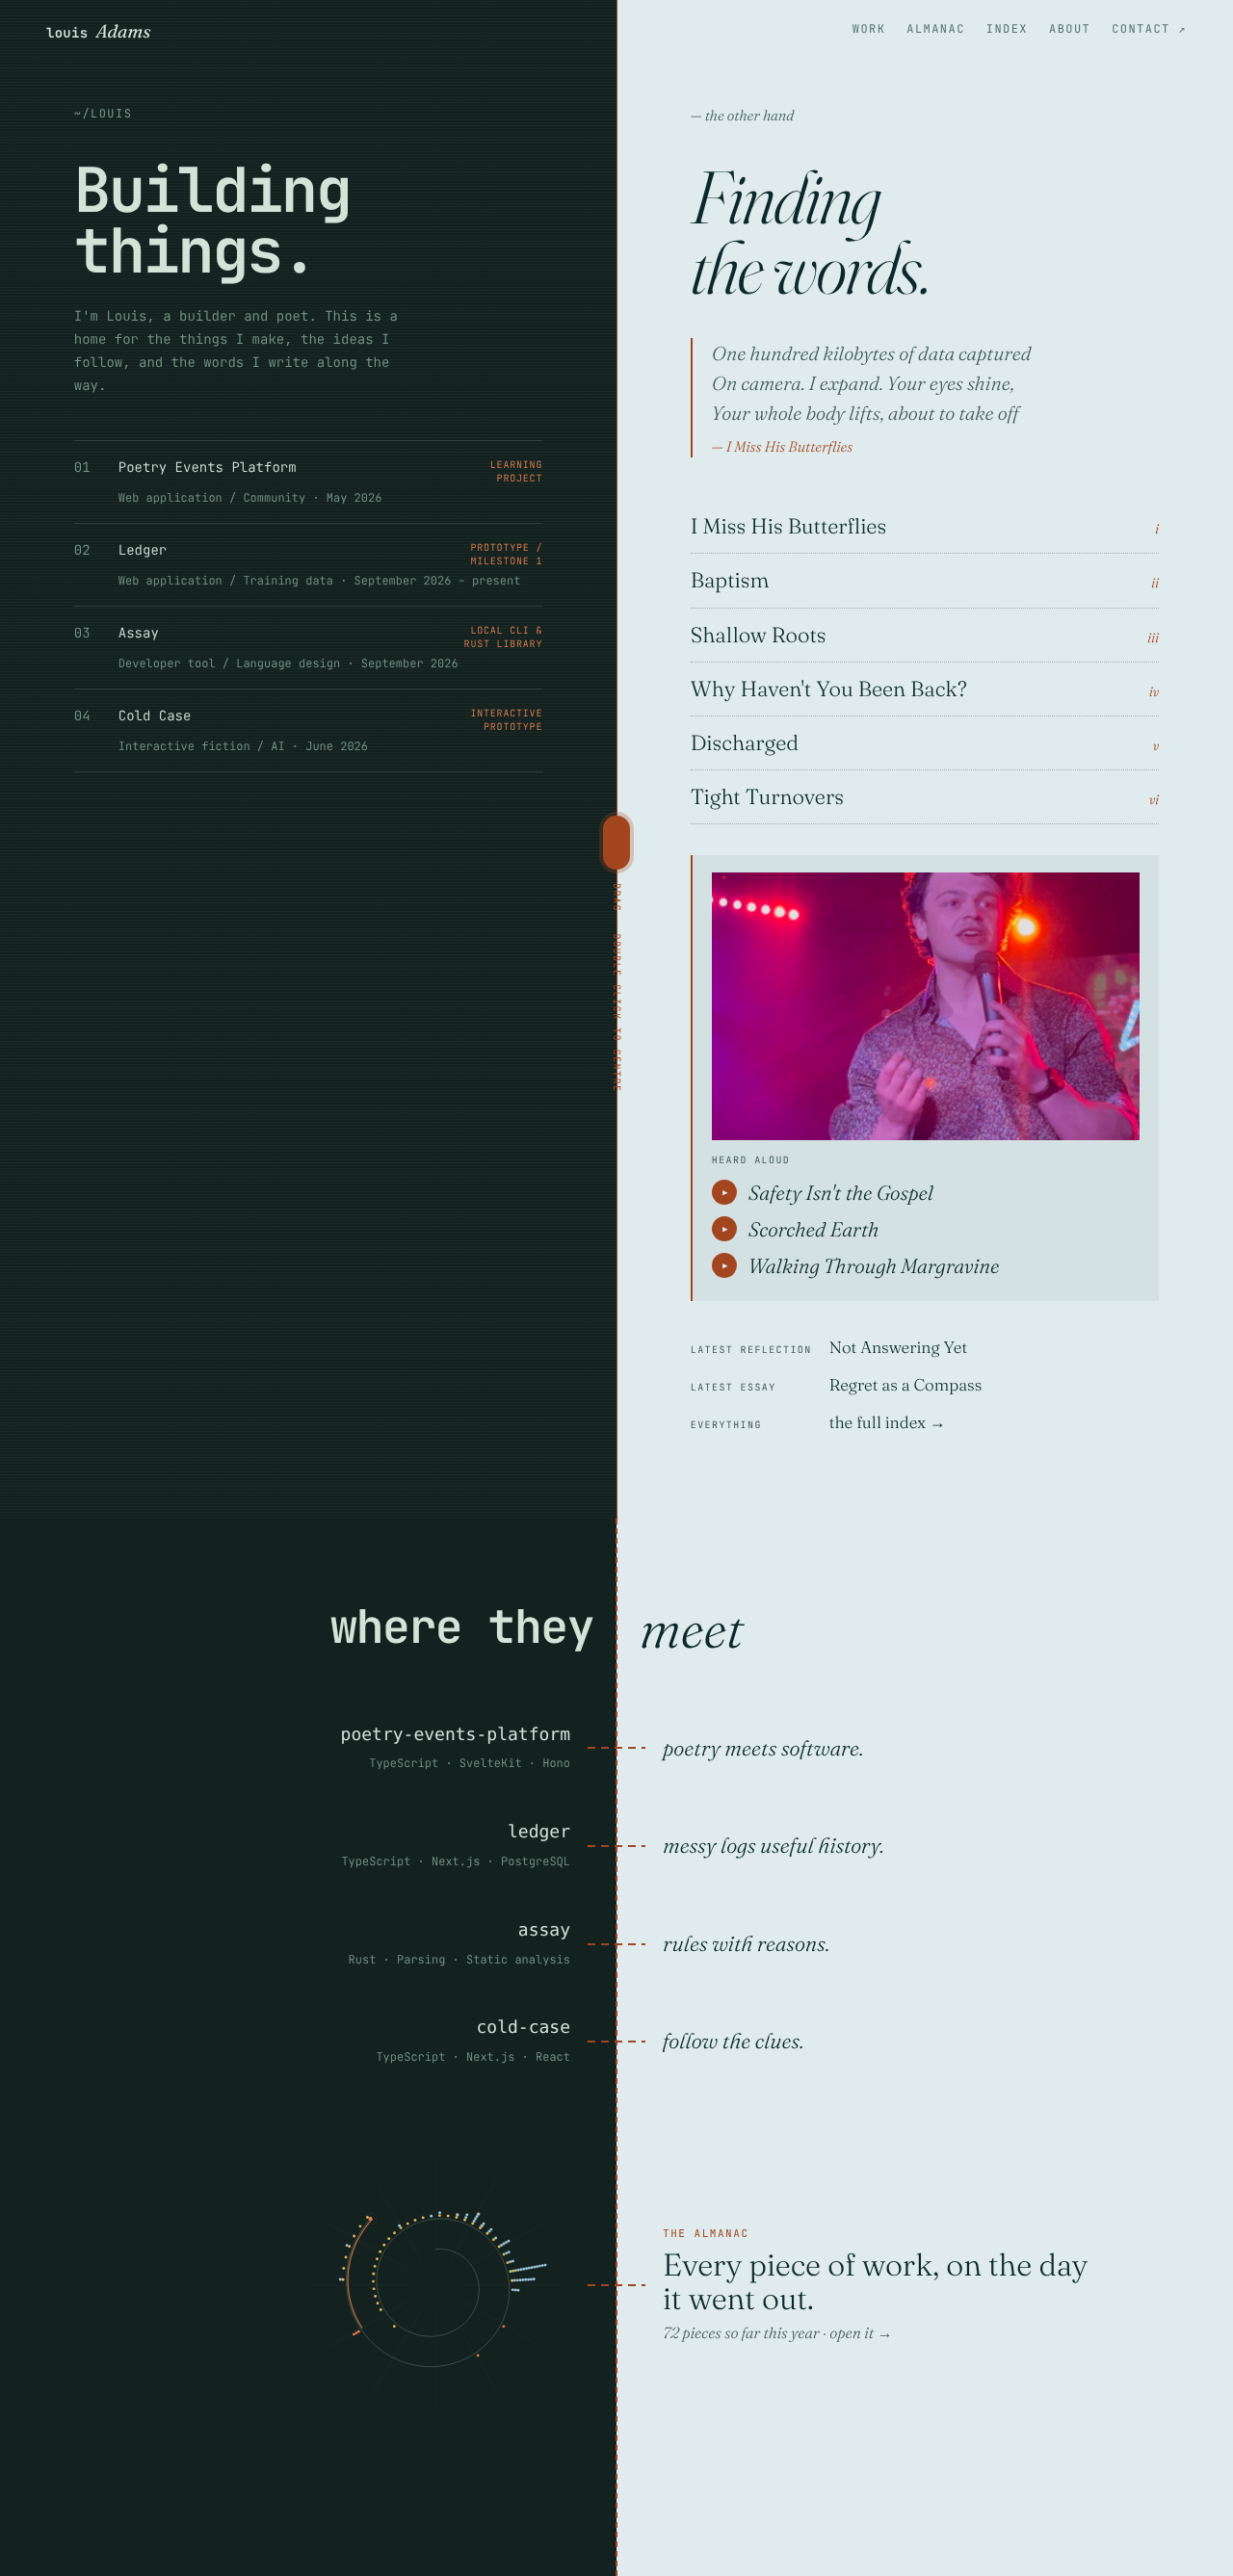 louis Adams
WORK ALMANAC INDEX ABOUT CONTACT ↗
~/LOUIS
Building
things.
I'm Louis, a builder and poet. This is a
home for the things I make, the ideas I
follow, and the words I write along the
way.
01 Poetry Events Platform LEARNING
PROJECT
Web application / Community · May 2026
02 Ledger PROTOTYPE /
MILESTONE 1
Web application / Training data · September 2026 – present
03 Assay LOCAL CLI &
RUST LIBRARY
Developer tool / Language design · September 2026
04 Cold Case INTERACTIVE
PROTOTYPE
Interactive fiction / AI · June 2026
— the other hand
Finding
the words.
One hundred kilobytes of data captured
On camera. I expand. Your eyes shine,
Your whole body lifts, about to take off
— I Miss His Butterflies
I Miss His Butterflies i
Baptism ii
Shallow Roots iii
Why Haven't You Been Back? iv
Discharged v
Tight Turnovers vi
DRAG DOUBLE-CLICK TO CENTRE
HEARD ALOUD
Safety Isn't the Gospel
Scorched Earth
Walking Through Margravine
LATEST REFLECTION Not Answering Yet
LATEST ESSAY Regret as a Compass
EVERYTHING the full index →
where they meet
poetry-events-platform
TypeScript · SvelteKit · Hono
poetry meets software.
ledger
TypeScript · Next.js · PostgreSQL
messy logs useful history.
assay
Rust · Parsing · Static analysis
rules with reasons.
cold-case
TypeScript · Next.js · React
follow the clues.
THE ALMANAC
Every piece of work, on the day
it went out.
72 pieces so far this year · open it →